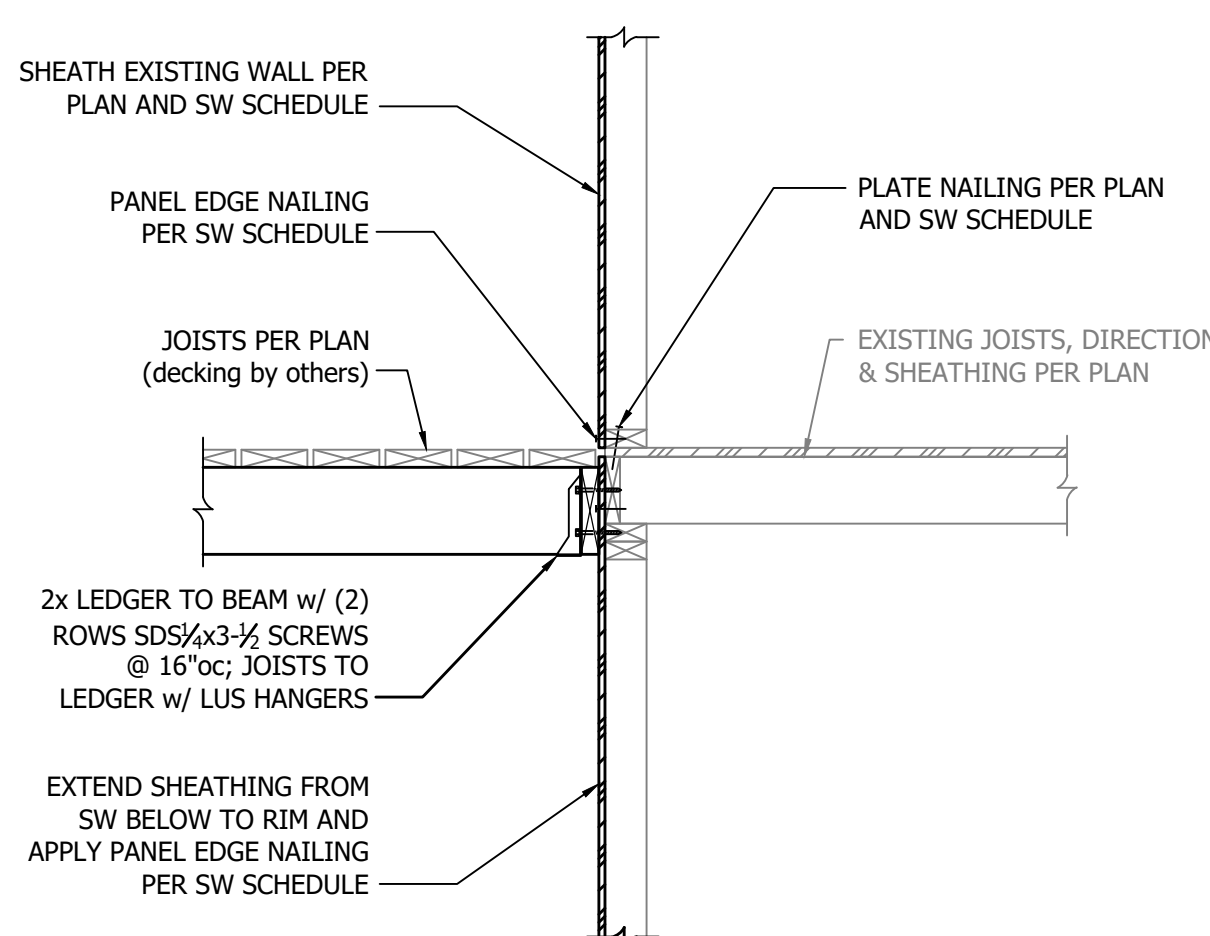 SHEATH EXISTING WALL PER
PLAN AND SW SCHEDULE
PANEL EDGE NAILING
PER SW SCHEDULE
PLATE NAILING PER PLAN
AND SW SCHEDULE
JOISTS PER PLAN
(decking by others)
EXISTING JOISTS, DIRECTION
& SHEATHING PER PLAN
2x LEDGER TO BEAM w/ (2)
ROWS SDS¼x3-½ SCREWS
@ 16"oc; JOISTS TO
LEDGER w/ LUS HANGERS
EXTEND SHEATHING FROM
SW BELOW TO RIM AND
APPLY PANEL EDGE NAILING
PER SW SCHEDULE